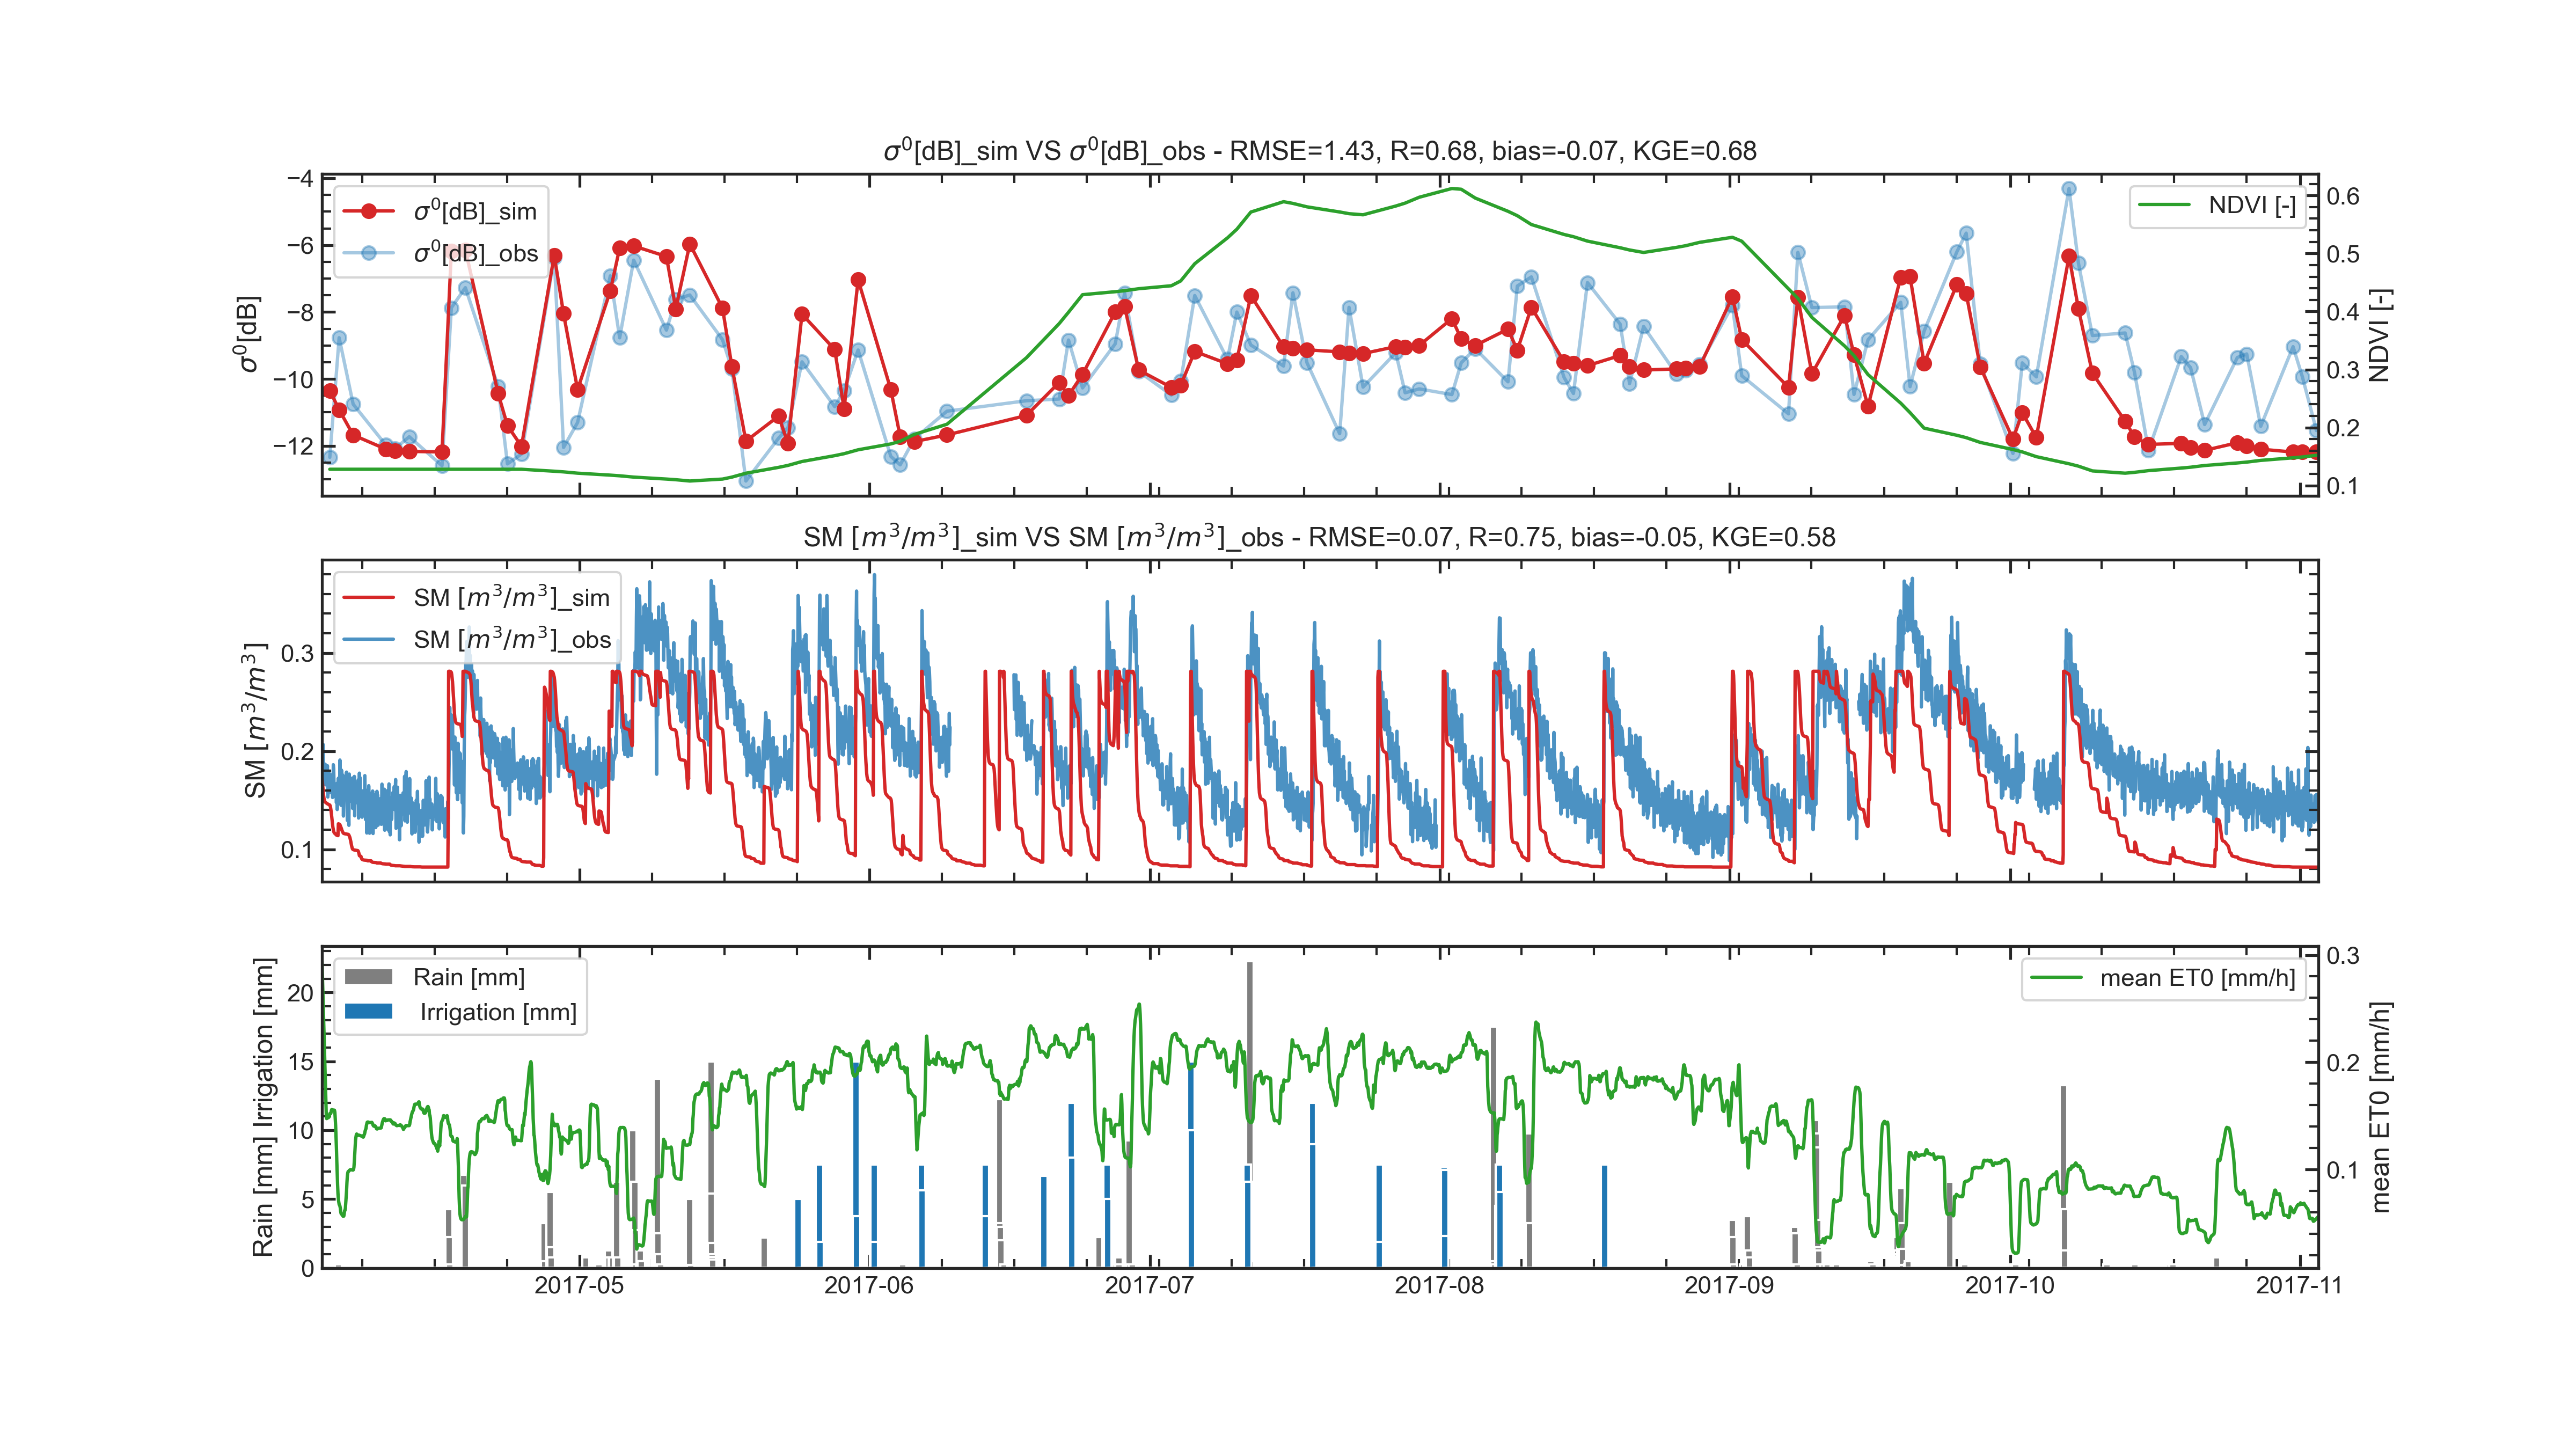 σ⁰[dB]_sim VS σ⁰[dB]_obs - RMSE=1.43, R=0.68, bias=-0.07, KGE=0.68
σ⁰[dB]
−4
−6
−8
−10
−12
σ⁰[dB]_sim
σ⁰[dB]_obs
NDVI [-]
0.6
0.5
0.4
0.3
0.2
0.1
NDVI [-]
SM [m³/m³]_sim VS SM [m³/m³]_obs - RMSE=0.07, R=0.75, bias=-0.05, KGE=0.58
SM [m³/m³]
0.3
0.2
0.1
SM [m³/m³]_sim
SM [m³/m³]_obs
Rain [mm] Irrigation [mm]
20
15
10
5
0
Rain [mm]
Irrigation [mm]
mean ET0 [mm/h]
0.3
0.2
0.1
mean ET0 [mm/h]
2017-05
2017-06
2017-07
2017-08
2017-09
2017-10
2017-11